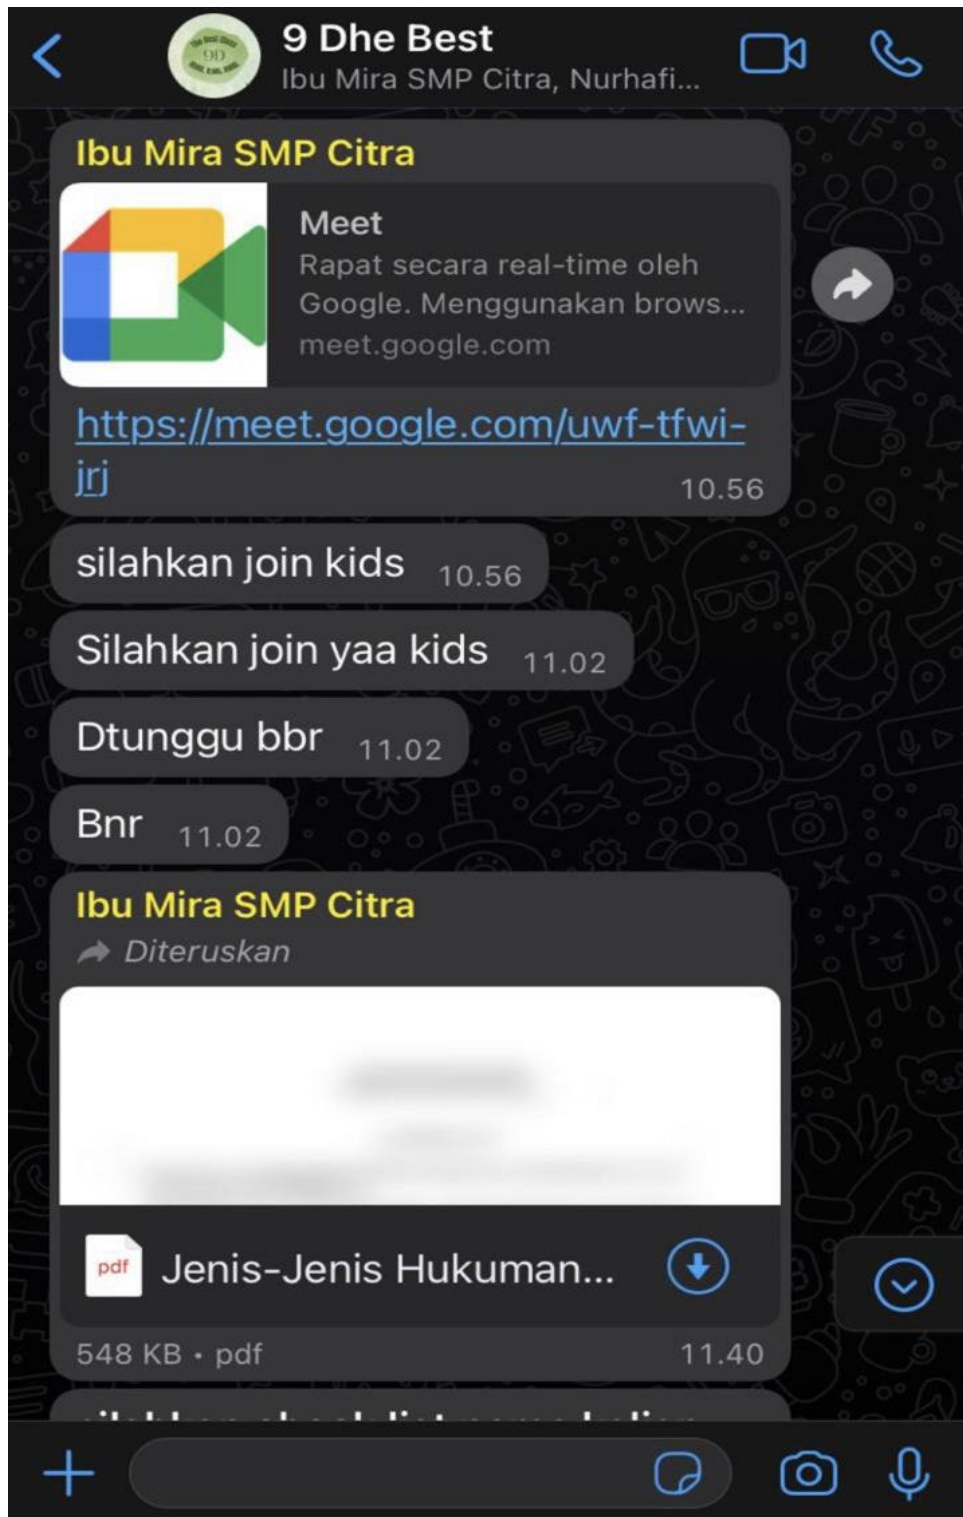 9 Dhe Best
Ibu Mira SMP Citra, Nurhafi...
9D
Ibu Mira SMP Citra
Meet
Rapat secara real-time oleh
Google. Menggunakan brows...
meet.google.com
https://meet.google.com/uwf-tfwi-
jrj
10.56
silahkan join kids 10.56
Silahkan join yaa kids 11.02
Dtunggu bbr 11.02
Bnr 11.02
Ibu Mira SMP Citra
Diteruskan
pdf Jenis-Jenis Hukuman...
548 KB • pdf 11.40